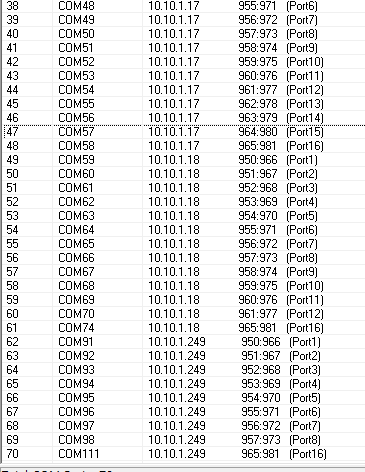 38 COM48 10.10.1.17 955:971 (Port6)
39 COM49 10.10.1.17 956:972 (Port7)
40 COM50 10.10.1.17 957:973 (Port8)
41 COM51 10.10.1.17 958:974 (Port9)
42 COM52 10.10.1.17 959:975 (Port10)
43 COM53 10.10.1.17 960:976 (Port11)
44 COM54 10.10.1.17 961:977 (Port12)
45 COM55 10.10.1.17 962:978 (Port13)
46 COM56 10.10.1.17 963:979 (Port14)
47 COM57 10.10.1.17 964:980 (Port15)
48 COM58 10.10.1.17 965:981 (Port16)
49 COM59 10.10.1.18 950:966 (Port1)
50 COM60 10.10.1.18 951:967 (Port2)
51 COM61 10.10.1.18 952:968 (Port3)
52 COM62 10.10.1.18 953:969 (Port4)
53 COM63 10.10.1.18 954:970 (Port5)
54 COM64 10.10.1.18 955:971 (Port6)
55 COM65 10.10.1.18 956:972 (Port7)
56 COM66 10.10.1.18 957:973 (Port8)
57 COM67 10.10.1.18 958:974 (Port9)
58 COM68 10.10.1.18 959:975 (Port10)
59 COM69 10.10.1.18 960:976 (Port11)
60 COM70 10.10.1.18 961:977 (Port12)
61 COM74 10.10.1.18 965:981 (Port16)
62 COM91 10.10.1.249 950:966 (Port1)
63 COM92 10.10.1.249 951:967 (Port2)
64 COM93 10.10.1.249 952:968 (Port3)
65 COM94 10.10.1.249 953:969 (Port4)
66 COM95 10.10.1.249 954:970 (Port5)
67 COM96 10.10.1.249 955:971 (Port6)
68 COM97 10.10.1.249 956:972 (Port7)
69 COM98 10.10.1.249 957:973 (Port8)
70 COM111 10.10.1.249 965:981 (Port16)